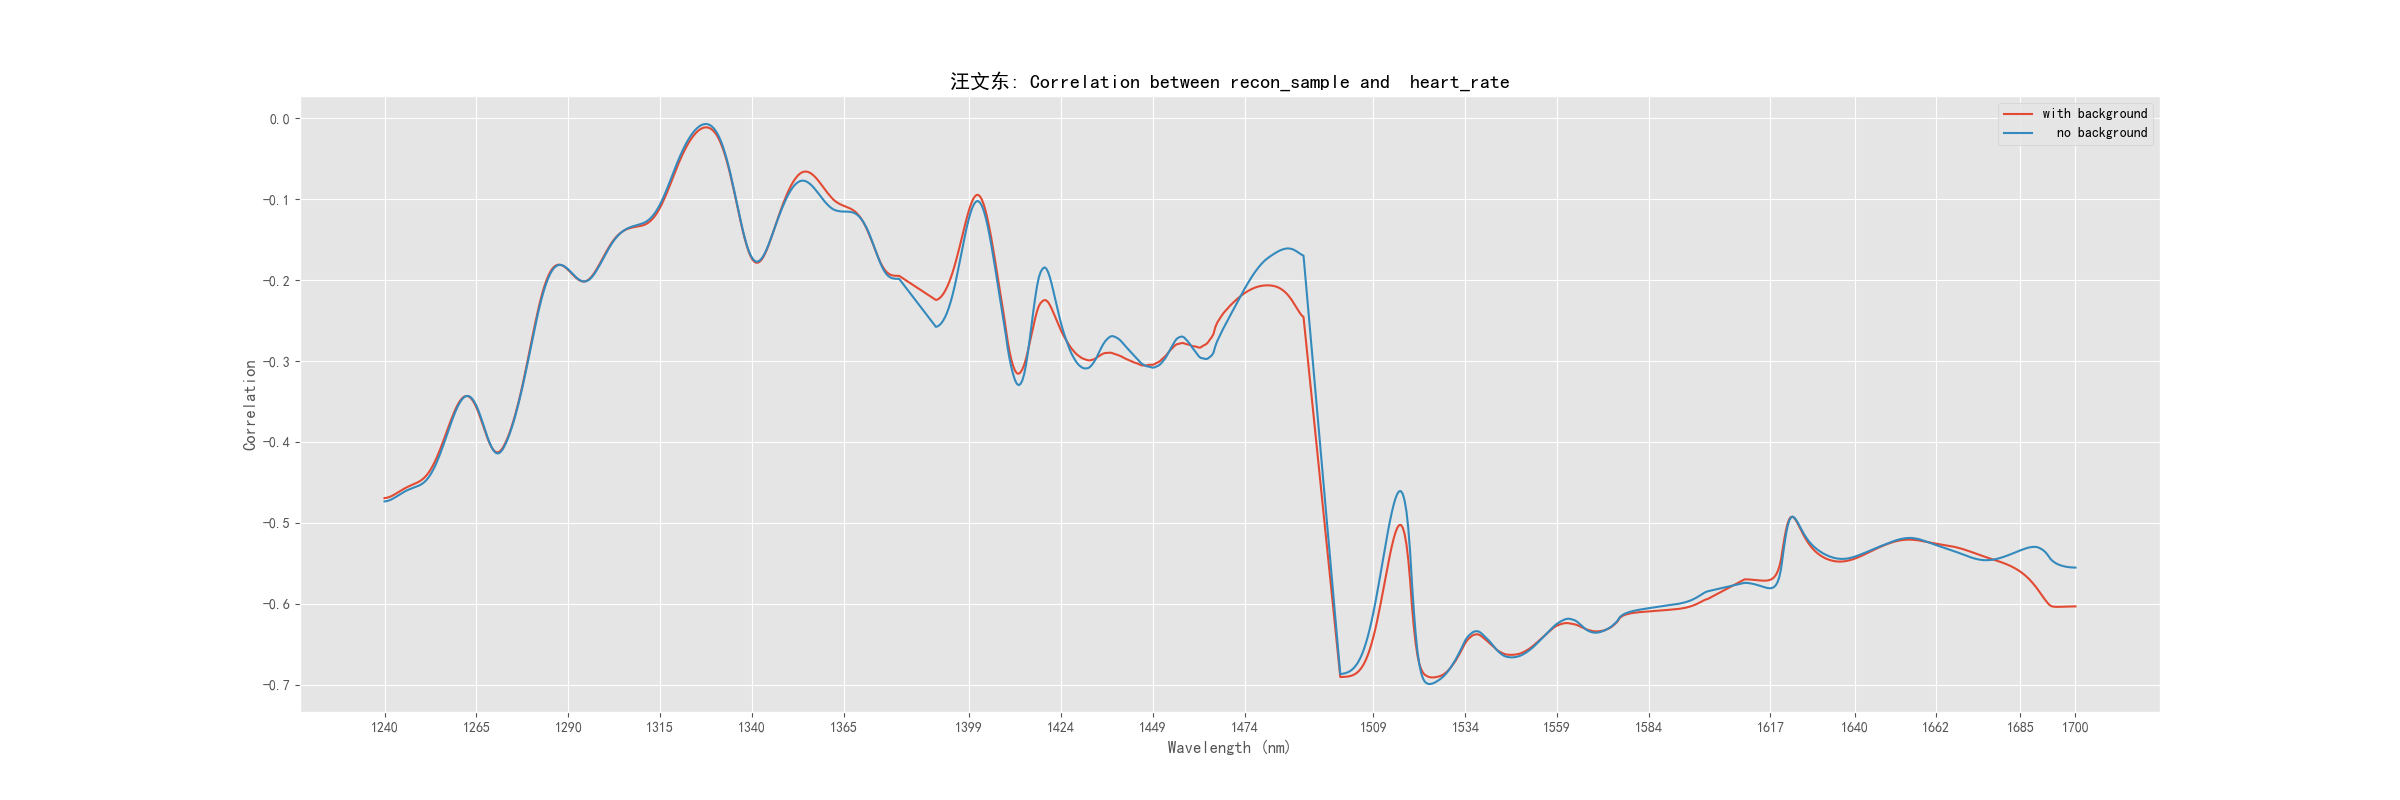 汪文东: Correlation between recon_sample and  heart_rate
with background
no background
0.0
−0.1
−0.2
−0.3
−0.4
−0.5
−0.6
−0.7
Correlation
1240 1265 1290 1315 1340 1365 1399 1424 1449 1474 1509 1534 1559 1584 1617 1640 1662 1685 1700
Wavelength (nm)